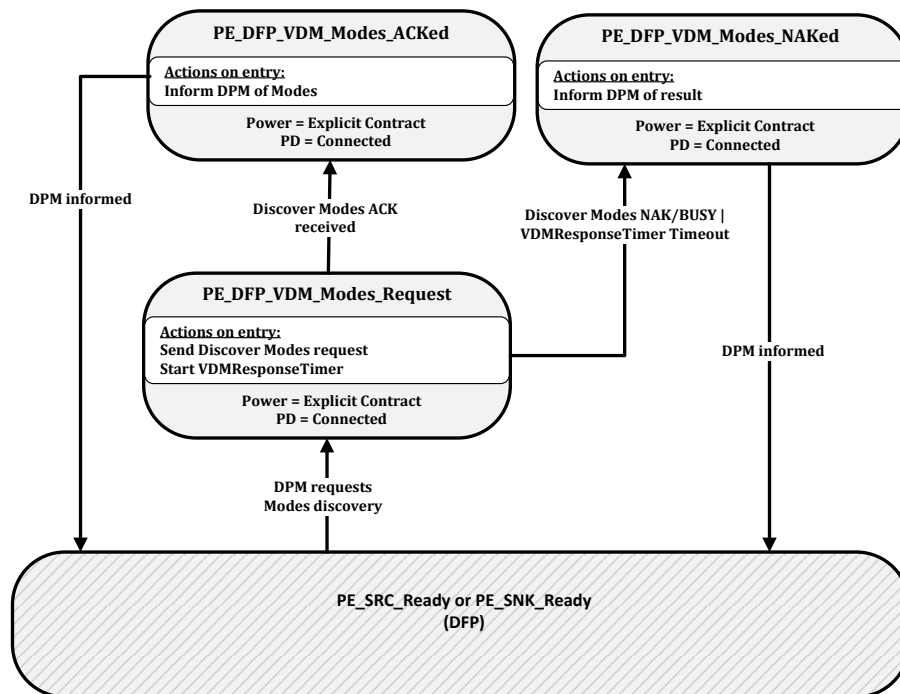 PE_DFP_VDM_Modes_ACKed
Actions on entry:
Inform DPM of Modes
Power = Explicit Contract
PD = Connected
PE_DFP_VDM_Modes_NAKed
Actions on entry:
Inform DPM of result
Power = Explicit Contract
PD = Connected
DPM informed
Discover Modes ACK
received
Discover Modes NAK/BUSY |
VDMResponseTimer Timeout
PE_DFP_VDM_Modes_Request
Actions on entry:
Send Discover Modes request
Start VDMResponseTimer
Power = Explicit Contract
PD = Connected
DPM informed
DPM requests
Modes discovery
PE_SRC_Ready or PE_SNK_Ready
(DFP)